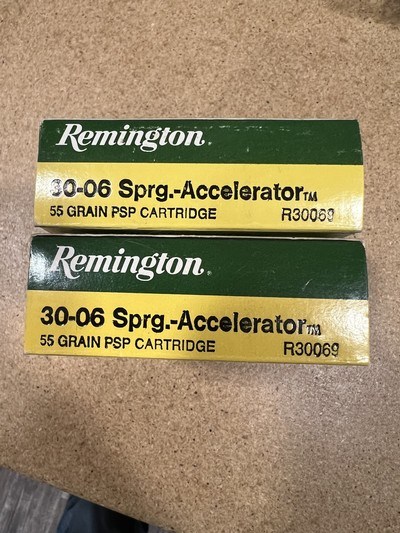 Remington®
30-06 Sprg.-Accelerator™
55 GRAIN PSP CARTRIDGE R30069
Remington®
30-06 Sprg.-Accelerator™
55 GRAIN PSP CARTRIDGE R30069